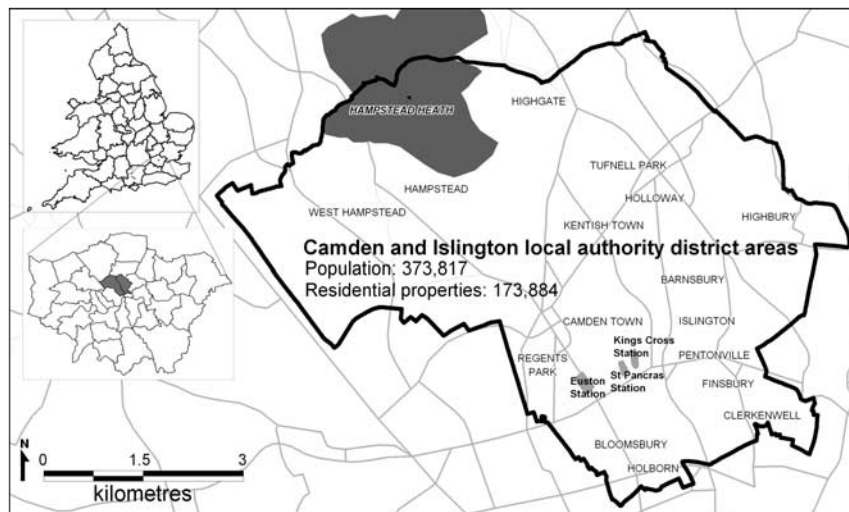 HAMPSTEAD HEATH
HIGHGATE
TUFNELL PARK
HAMPSTEAD
HOLLOWAY
WEST HAMPSTEAD
HIGHBURY
KENTISH TOWN
Camden and Islington local authority district areas
Population: 373,817
Residential properties: 173,884
BARNSBURY
CAMDEN TOWN
ISLINGTON
Kings Cross
Station
REGENTS
PARK
PENTONVILLE
St Pancras
Station
Euston
Station
FINSBURY
CLERKENWELL
BLOOMSBURY
HOLBORN
N
0 1.5 3
kilometres